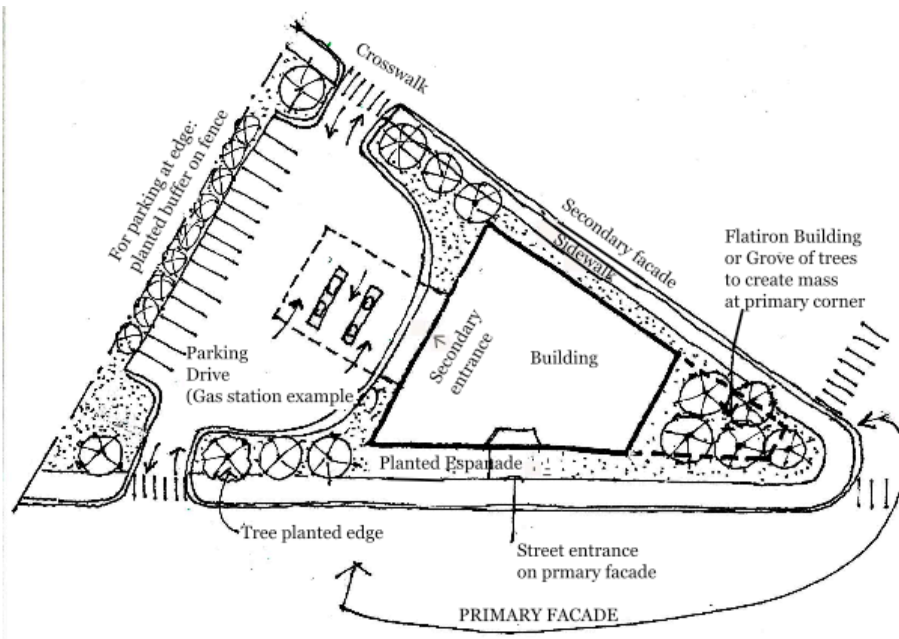 Crosswalk
For parking at edge:
planted buffer on fence
Secondary facade
Sidewalk
Flatiron Building
or Grove of trees
to create mass
at primary corner
Secondary
entrance
Building
Parking
Drive
(Gas station example)
Planted Espanade
Tree planted edge
Street entrance
on prmary facade
PRIMARY FACADE